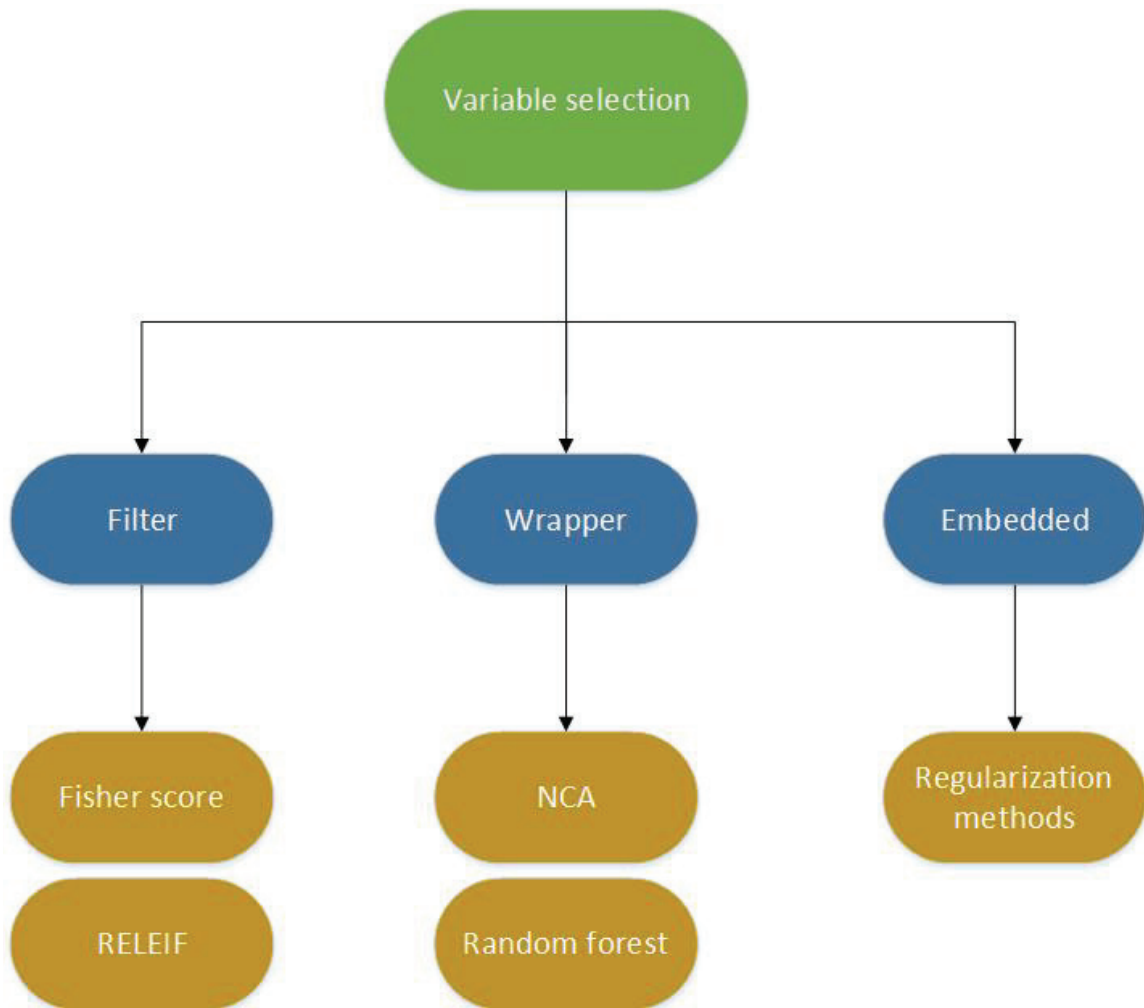 Variable selection
Filter
Wrapper
Embedded
Fisher score
NCA
Regularization
methods
RELEIF
Random forest